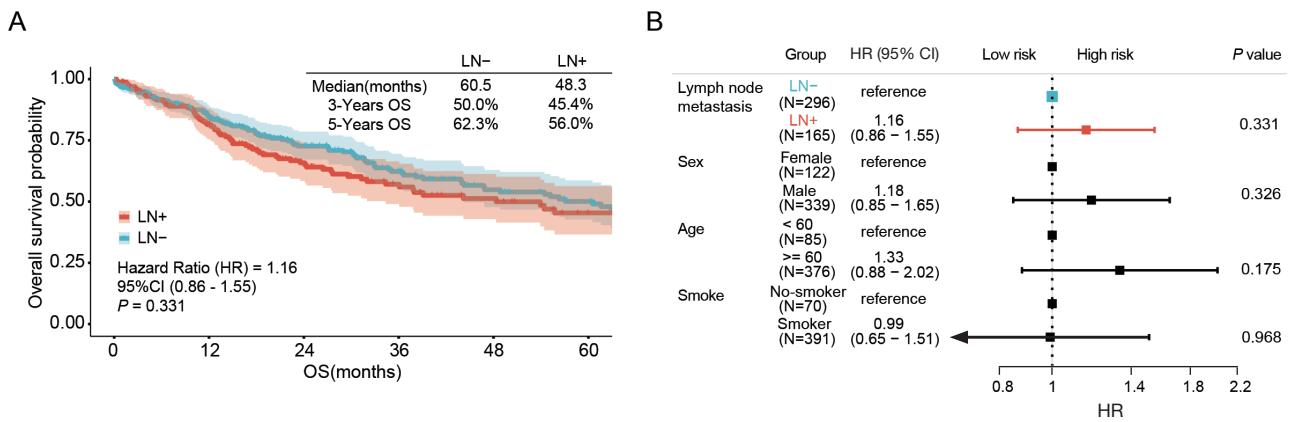 A
LN− LN+
Median(months) 60.5 48.3
3-Years OS 50.0% 45.4%
5-Years OS 62.3% 56.0%
Overall survival probability
1.00
0.75
0.50
0.25
0.00
LN+
LN−
Hazard Ratio (HR) = 1.16
95%CI (0.86 - 1.55)
P = 0.331
0 12 24 36 48 60
OS(months)
B
Group HR (95% CI) Low risk High risk P value
Lymph node
metastasis
LN−
(N=296)
reference
LN+
(N=165)
1.16
(0.86 − 1.55)
0.331
Sex
Female
(N=122)
reference
Male
(N=339)
1.18
(0.85 − 1.65)
0.326
Age
< 60
(N=85)
reference
>= 60
(N=376)
1.33
(0.88 − 2.02)
0.175
Smoke
No-smoker
(N=70)
reference
Smoker
(N=391)
0.99
(0.65 − 1.51)
0.968
0.8 1 1.4 1.8 2.2
HR